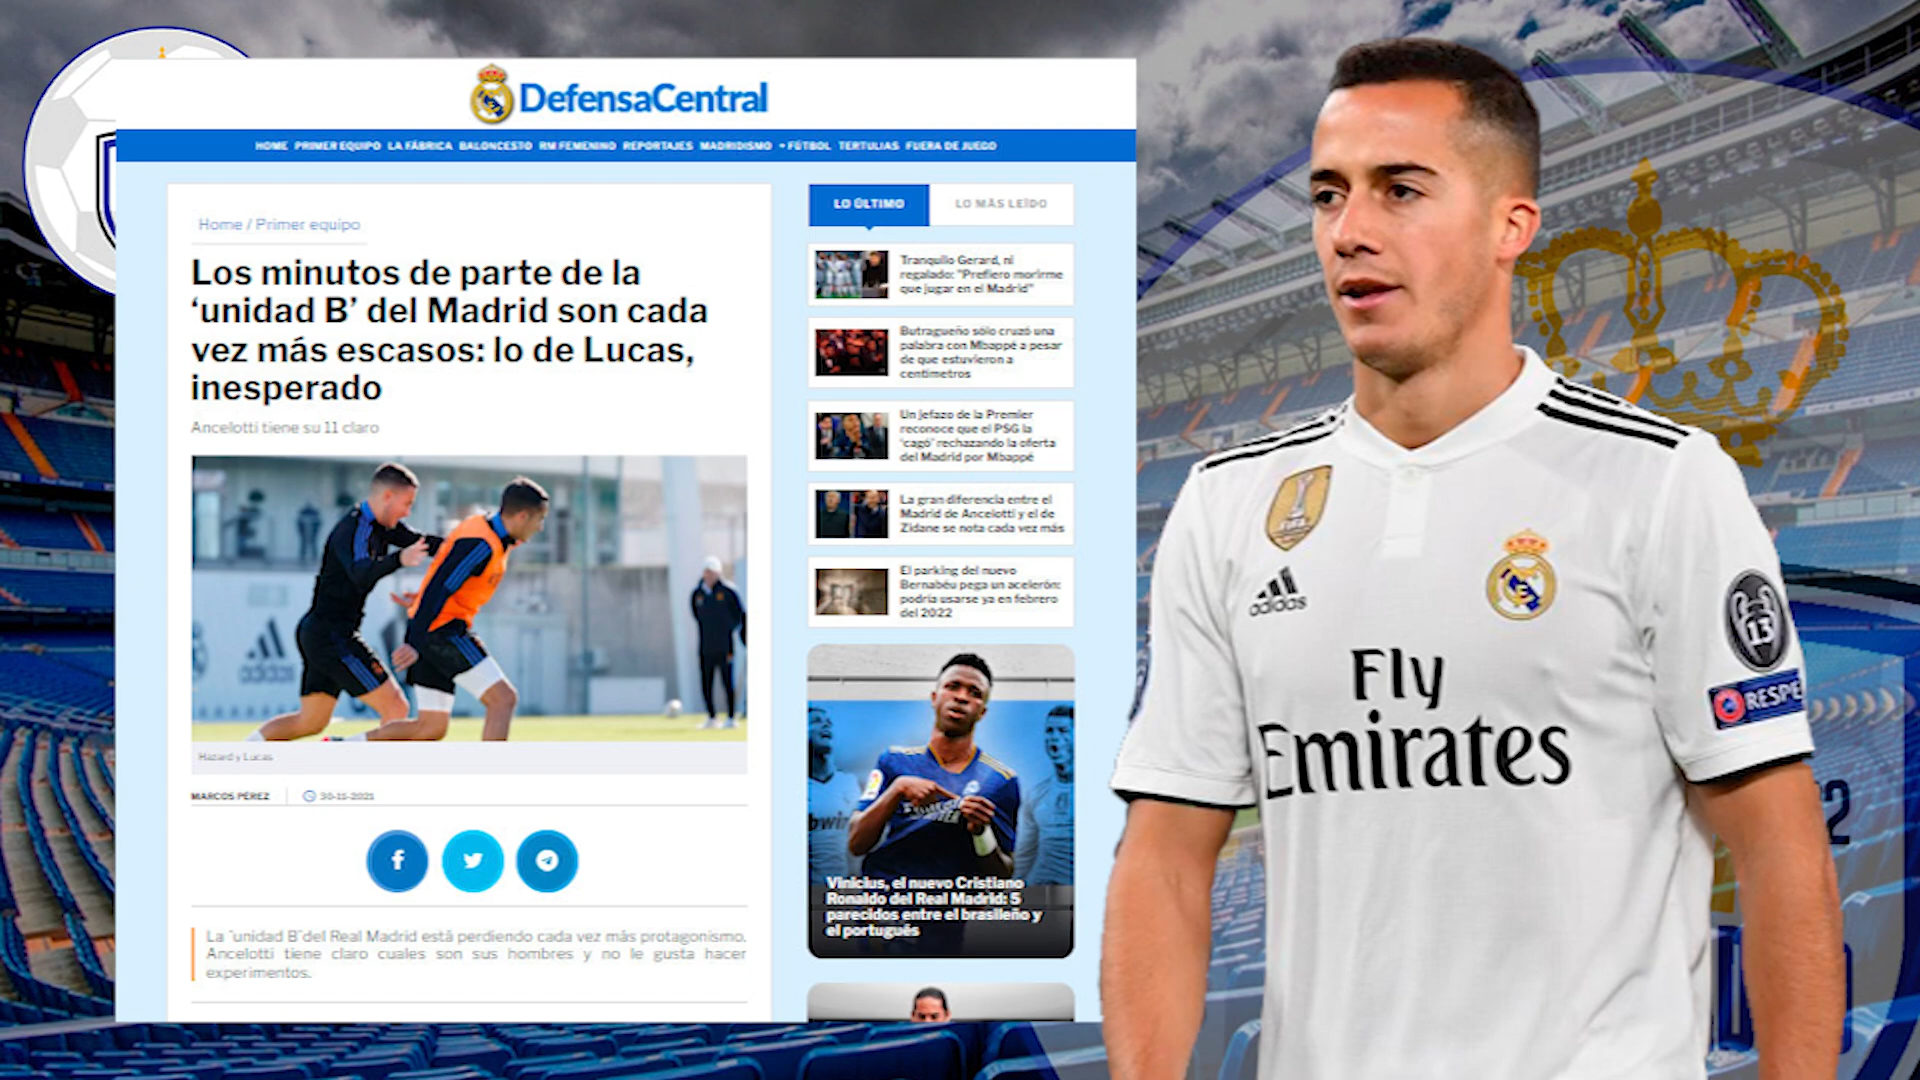 DefensaCentral
HOME PRIMER EQUIPO LA FÁBRICA BALONCESTO RM FEMENINO REPORTAJES MADRIDISMO + FÚTBOL TERTULIAS FUERA DE JUEGO
Home / Primer equipo
Los minutos de parte de la
‘unidad B’ del Madrid son cada
vez más escasos: lo de Lucas,
inesperado
Ancelotti tiene su 11 claro
adidas
Hazard y Lucas
MARCOS PÉREZ
30-11-2021
La ¨unidad B¨del Real Madrid está perdiendo cada vez más protagonismo.
Ancelotti tiene claro cuales son sus hombres y no le gusta hacer
experimentos.
LO ÚLTIMO
LO MÁS LEÍDO
Tranquilo Gerard, ni
regalado: "Prefiero morirme
que jugar en el Madrid"
Butragueño sólo cruzó una
palabra con Mbappé a pesar
de que estuvieron a
centímetros
Un jefazo de la Premier
reconoce que el PSG la
'cagó' rechazando la oferta
del Madrid por Mbappé
La gran diferencia entre el
Madrid de Ancelotti y el de
Zidane se nota cada vez más
El parking del nuevo
Bernabéu pega un acelerón:
podría usarse ya en febrero
del 2022
Vinicius, el nuevo Cristiano
Ronaldo del Real Madrid: 5
parecidos entre el brasileño y
el portugués
FIFA
adidas
13
RESPE
Fly
Emirates
2